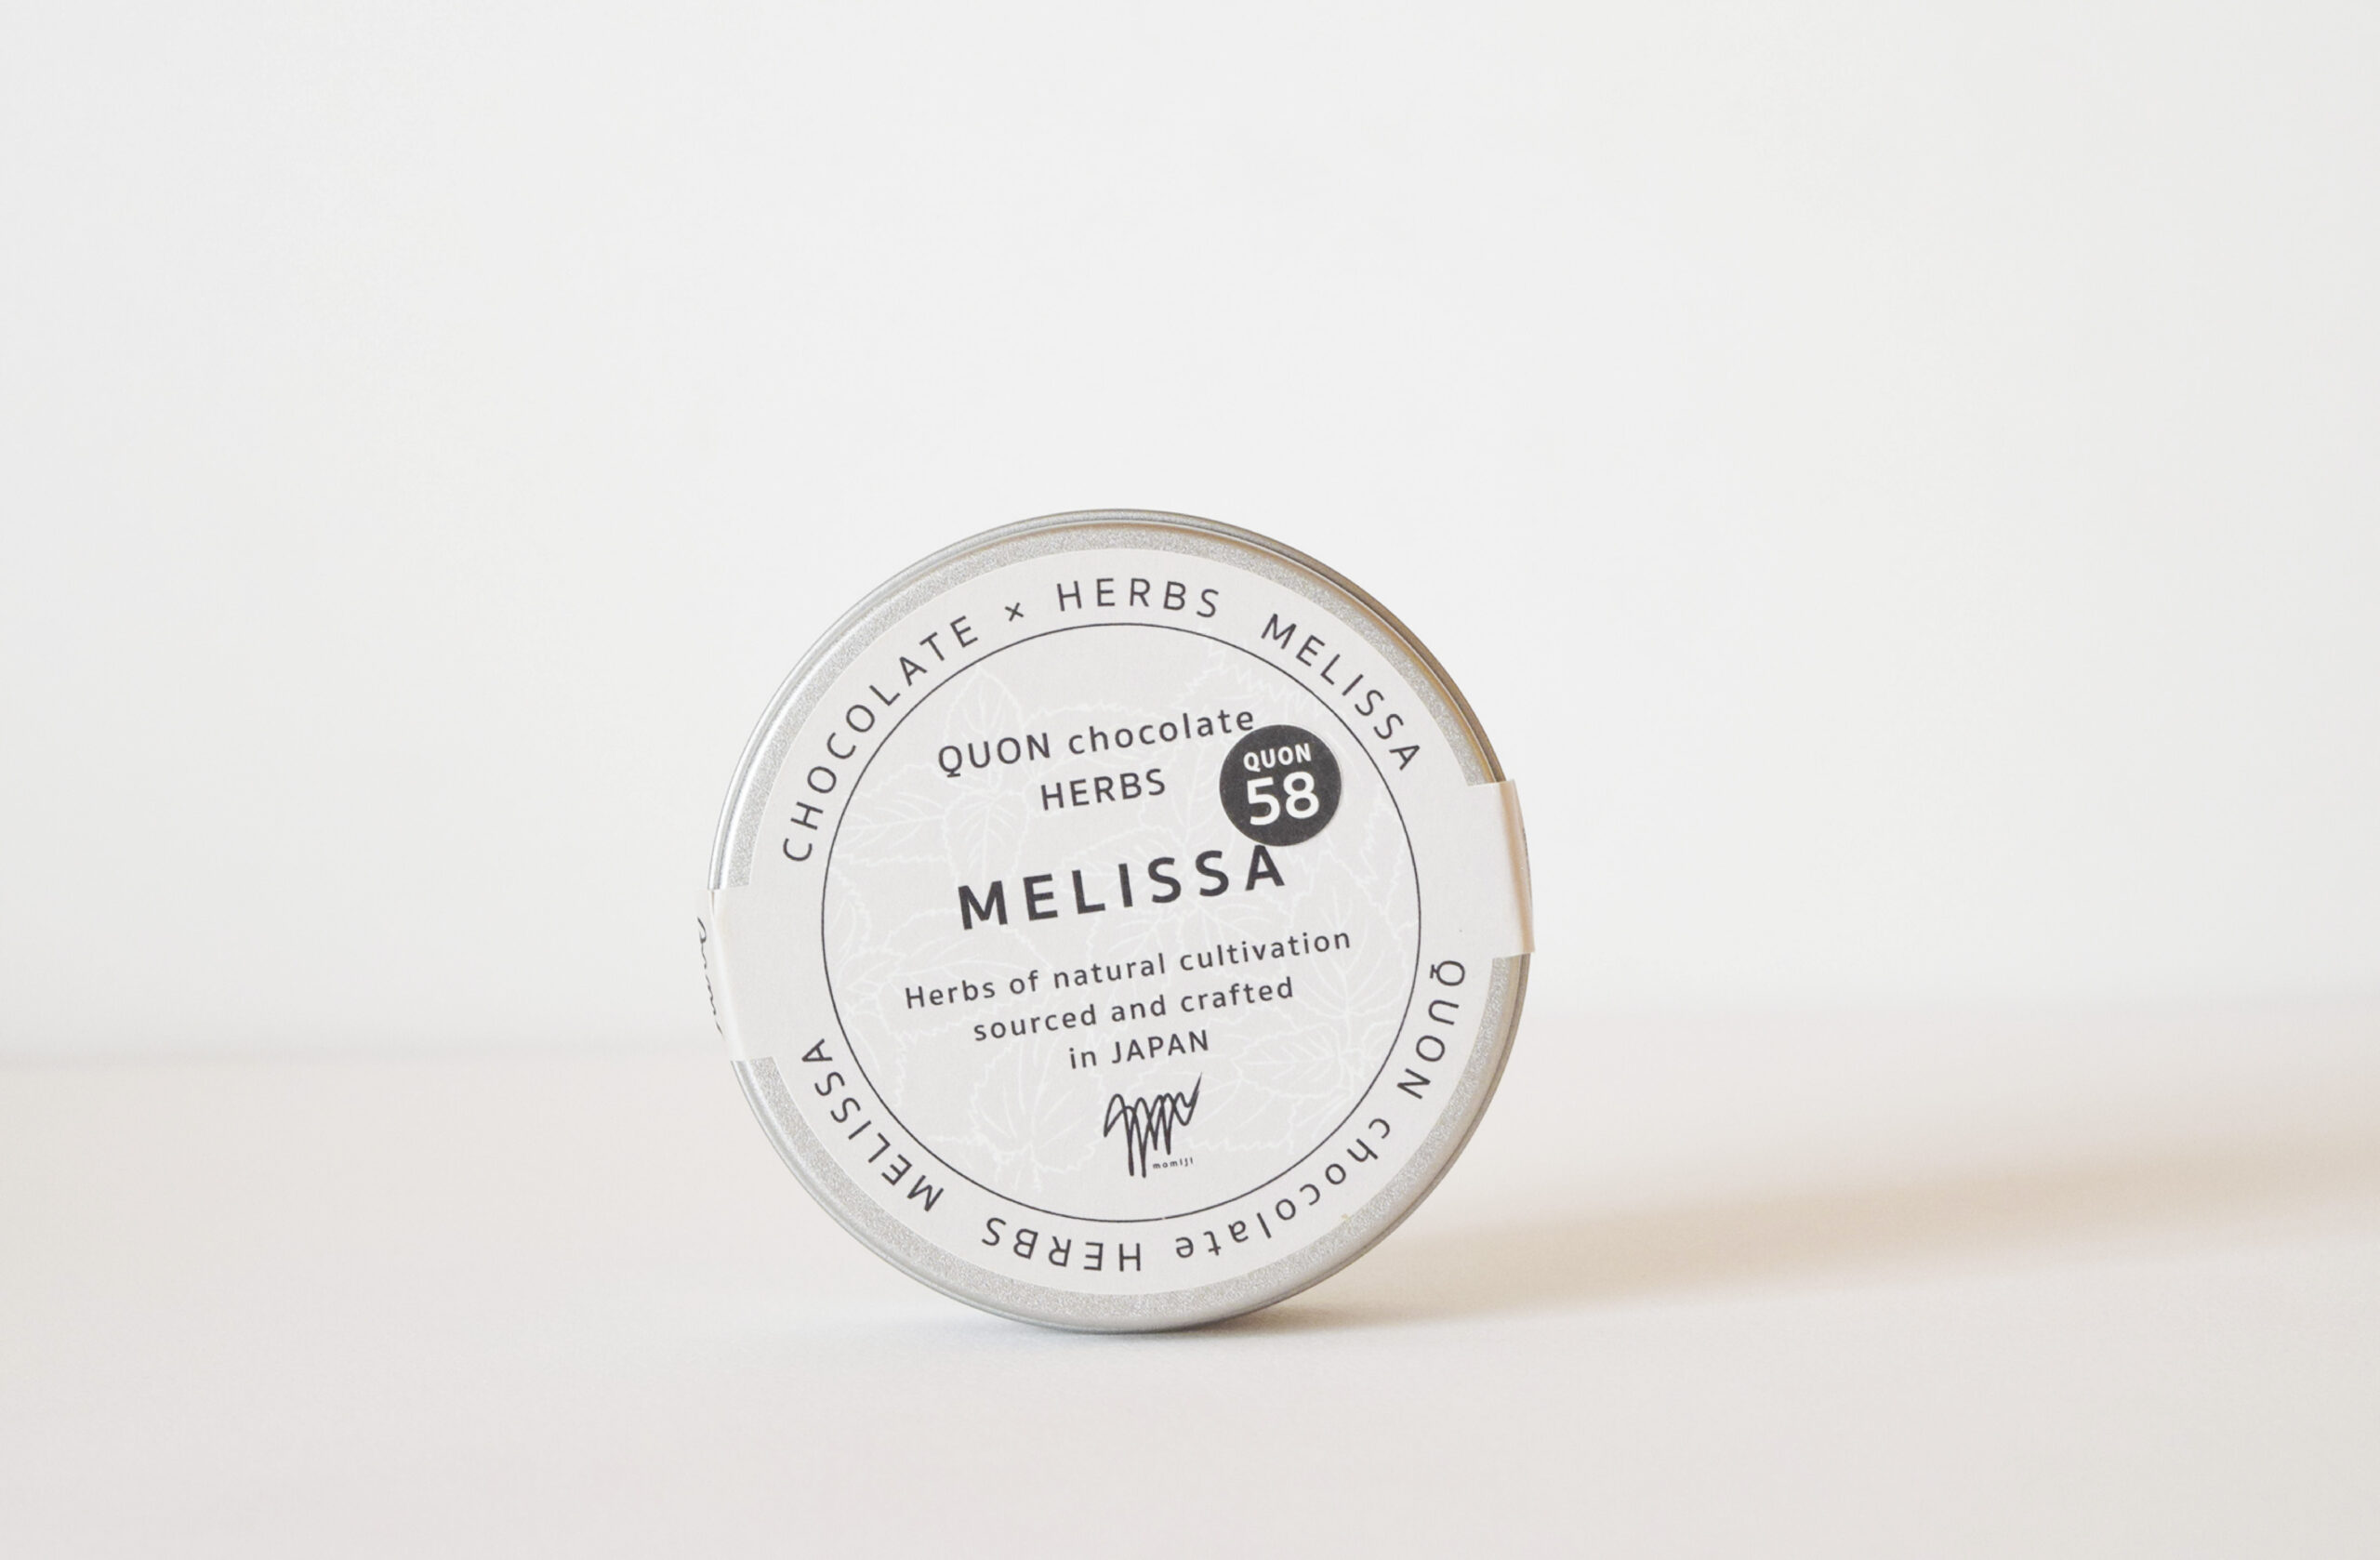 CHOCOLATE × HERBS MELISSA
QUON chocolate
HERBS
QUON
58
MELISSA
Herbs of natural cultivation
sourced and crafted
in JAPAN
momiji
QUON chocolate HERBS MELISSA